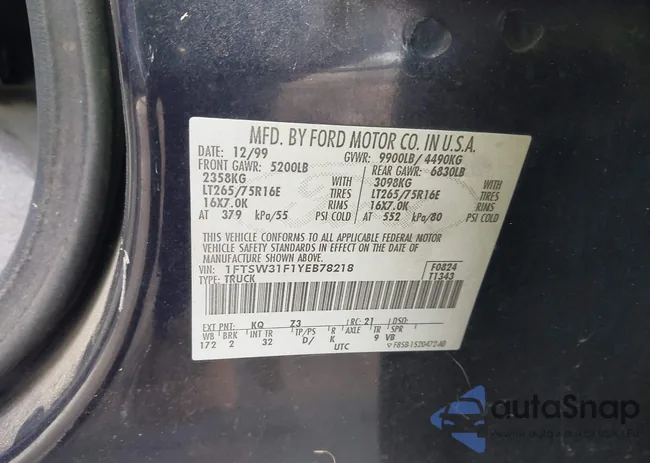 MFD. BY FORD MOTOR CO. IN U.S.A.
DATE: 12/99 GVWR: 9900LB/ 4490KG
FRONT GAWR: 5200LB REAR GAWR: 6830LB
2358KG WITH 3098KG WITH
LT265/75R16E TIRES LT265/75R16E TIRES
16X7.0K RIMS 16X7.0K RIMS
AT 379 kPa/55 PSI COLD AT 552 kPa/80 PSI COLD
THIS VEHICLE CONFORMS TO ALL APPLICABLE FEDERAL MOTOR
VEHICLE SAFETY STANDARDS IN EFFECT ON THE DATE OF
MANUFACTURE SHOWN ABOVE.
VIN: 1FTSW31F1YEB78218 F0824
TYPE: TRUCK T1343
EXT PNT: KQ 73 RC: 21 DSO:
WB BRK INT TR TP/PS R AXLE TR SPR
172 2 32 D/ K 9 VB
UTC F85B-1520472-AB
autoSnap